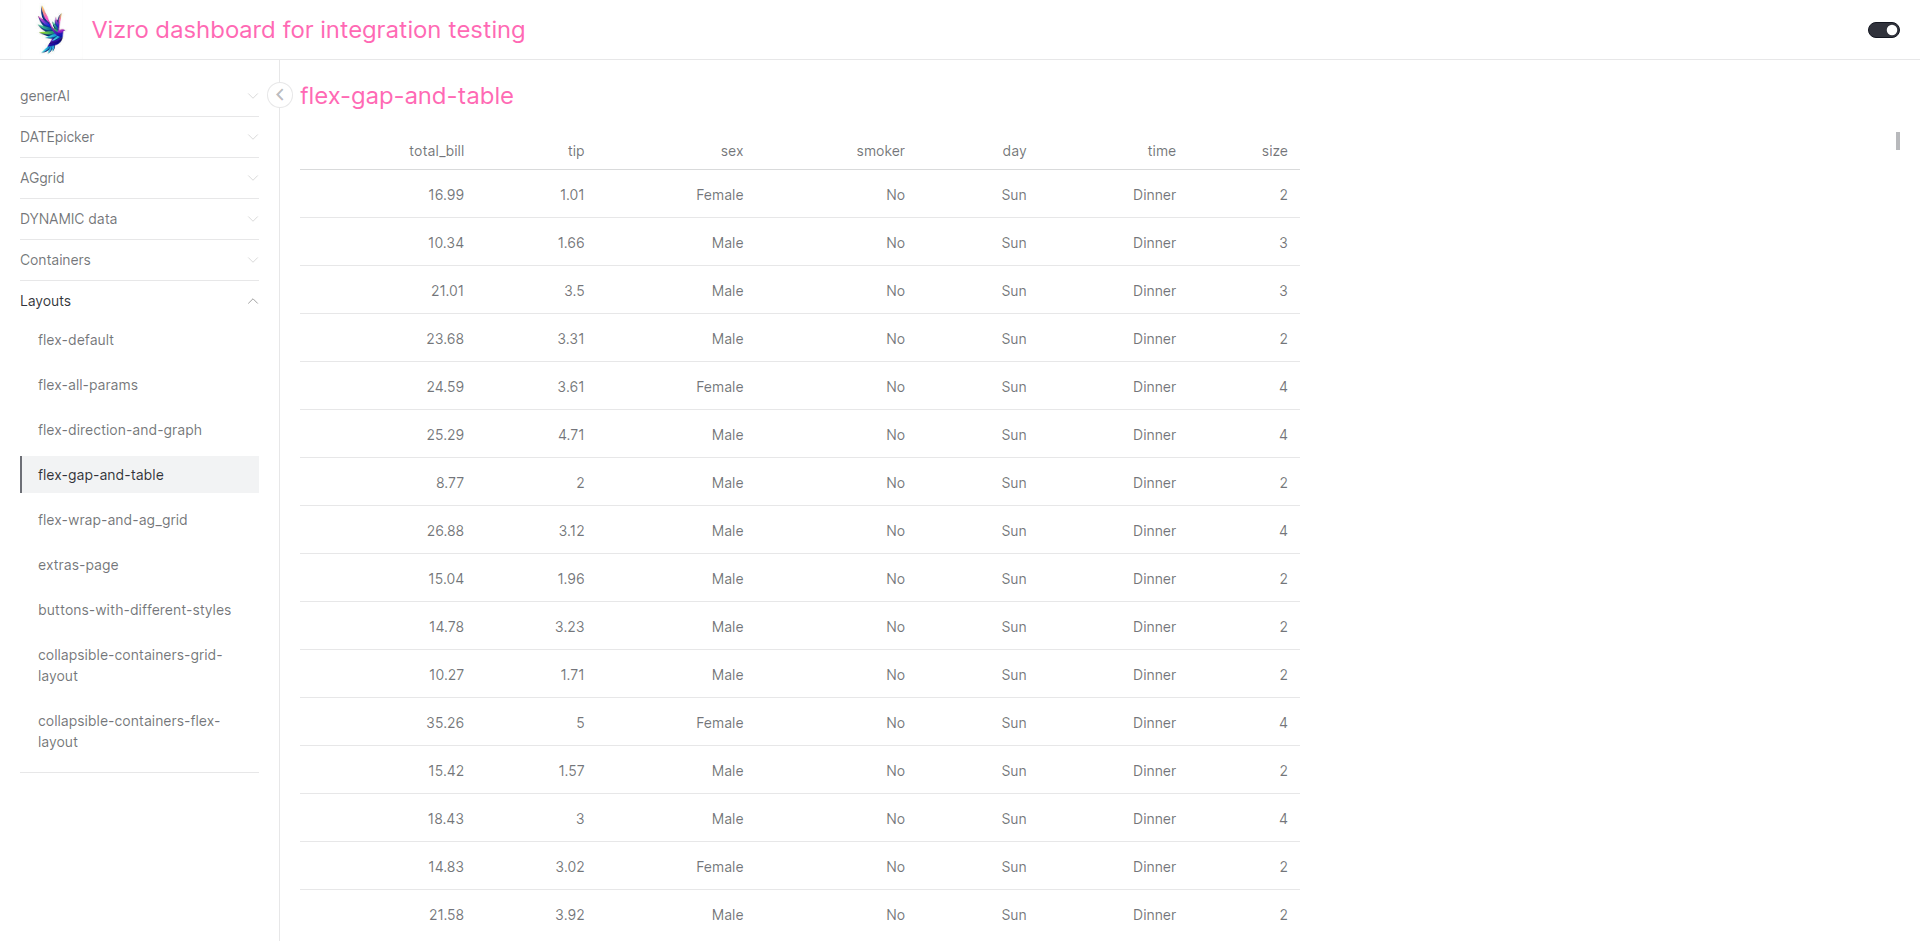 Vizro dashboard for integration testing
generAI
DATEpicker
AGgrid
DYNAMIC data
Containers
Layouts
flex-default
flex-all-params
flex-direction-and-graph
flex-gap-and-table
flex-wrap-and-ag_grid
extras-page
buttons-with-different-styles
collapsible-containers-grid-
layout
collapsible-containers-flex-
layout
flex-gap-and-table
total_bill tip sex smoker day time size
16.99 1.01 Female No Sun Dinner 2
10.34 1.66 Male No Sun Dinner 3
21.01 3.5 Male No Sun Dinner 3
23.68 3.31 Male No Sun Dinner 2
24.59 3.61 Female No Sun Dinner 4
25.29 4.71 Male No Sun Dinner 4
8.77 2 Male No Sun Dinner 2
26.88 3.12 Male No Sun Dinner 4
15.04 1.96 Male No Sun Dinner 2
14.78 3.23 Male No Sun Dinner 2
10.27 1.71 Male No Sun Dinner 2
35.26 5 Female No Sun Dinner 4
15.42 1.57 Male No Sun Dinner 2
18.43 3 Male No Sun Dinner 4
14.83 3.02 Female No Sun Dinner 2
21.58 3.92 Male No Sun Dinner 2